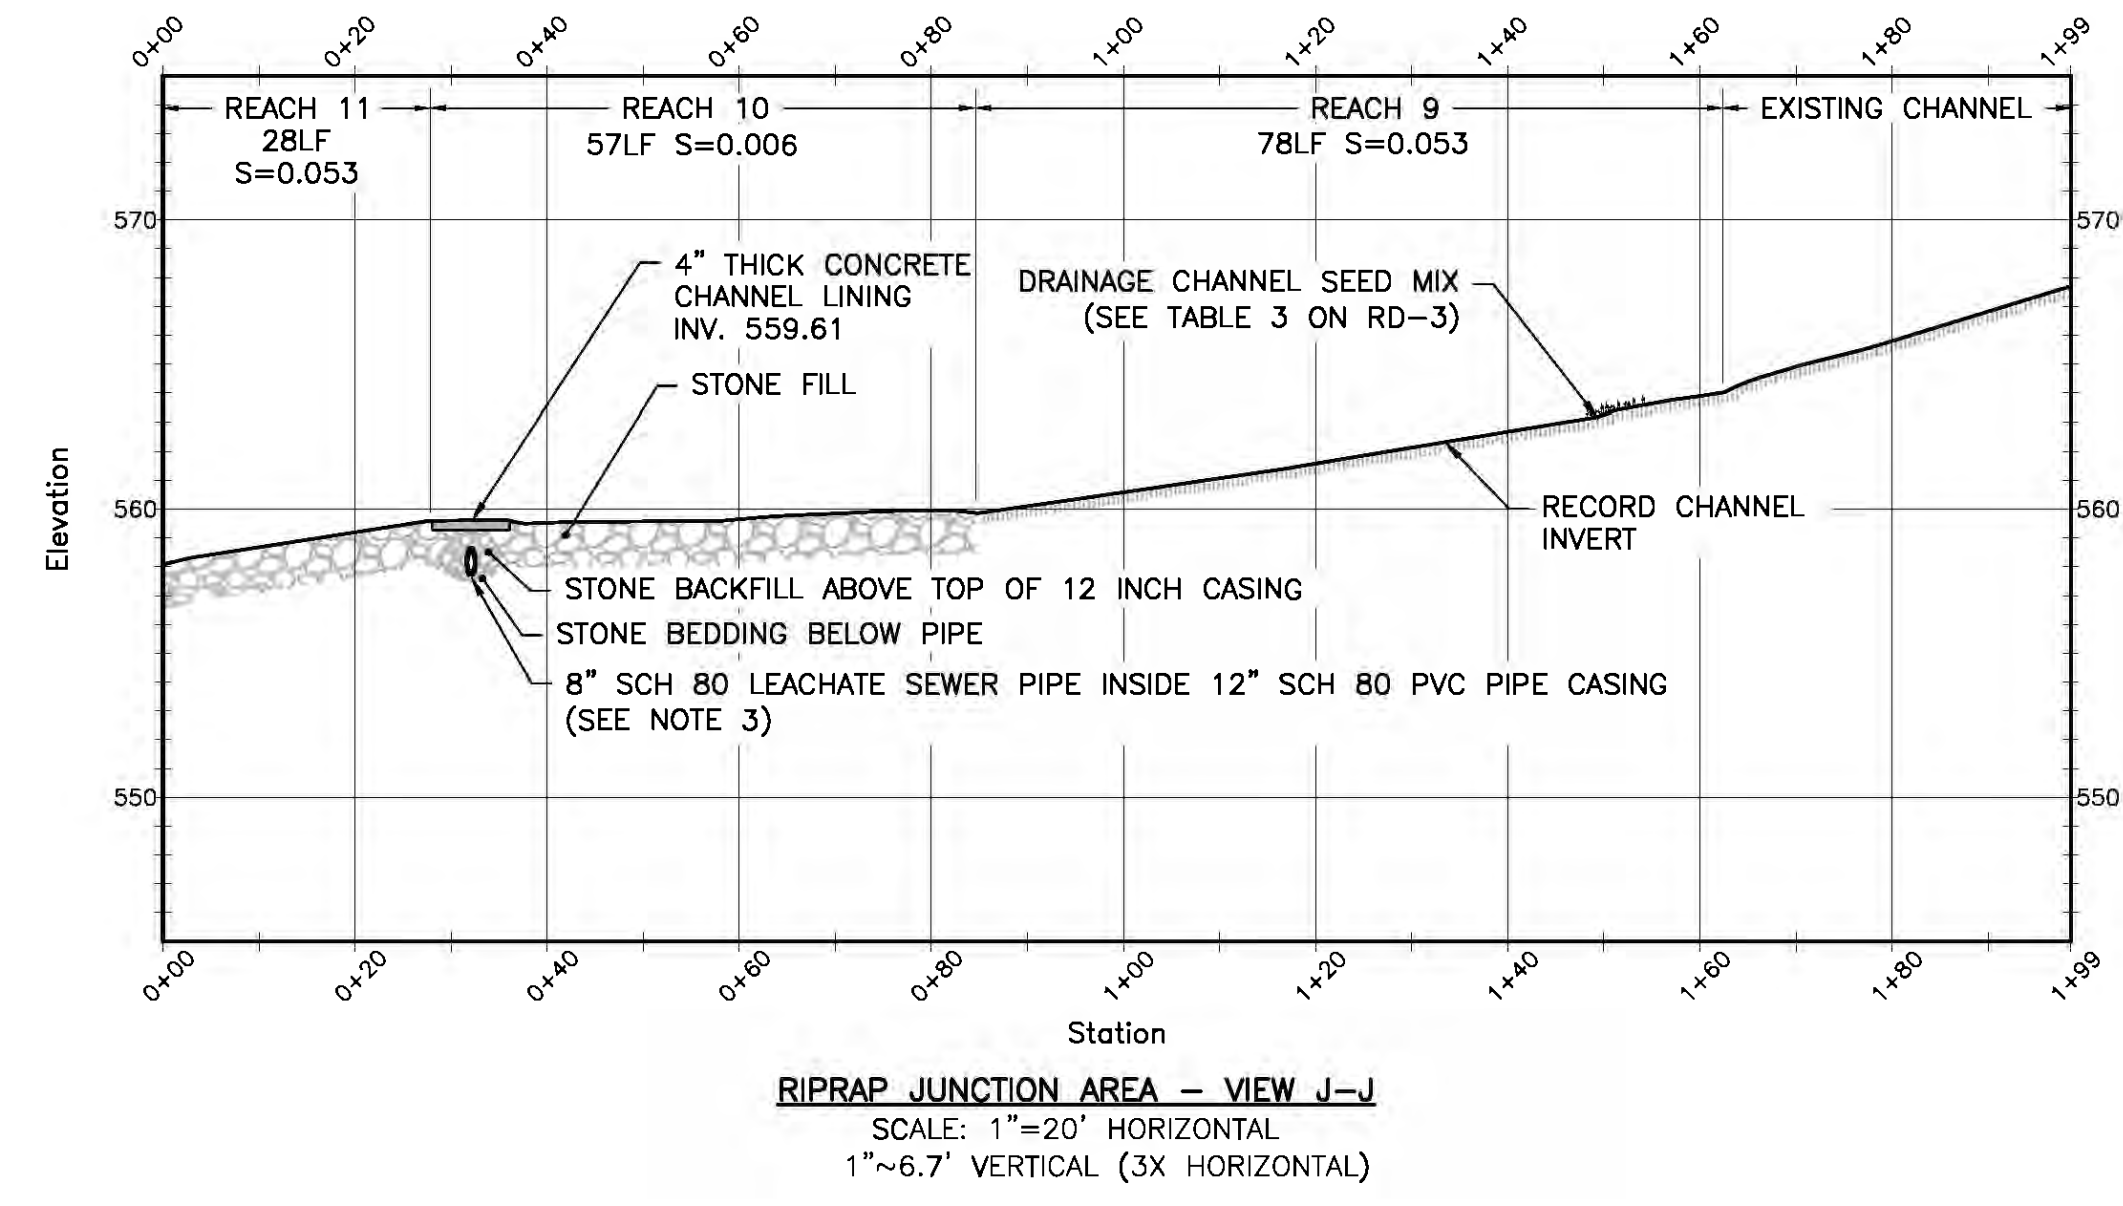 0+00
0+20
0+40
0+60
0+80
1+00
1+20
1+40
1+60
1+80
1+99
REACH 11
28LF
S=0.053
REACH 10
57LF S=0.006
REACH 9
78LF S=0.053
EXISTING CHANNEL
570
570
4" THICK CONCRETE
CHANNEL LINING
INV. 559.61
STONE FILL
DRAINAGE CHANNEL SEED MIX
(SEE TABLE 3 ON RD-3)
Elevation
560
560
RECORD CHANNEL
INVERT
STONE BACKFILL ABOVE TOP OF 12 INCH CASING
STONE BEDDING BELOW PIPE
8" SCH 80 LEACHATE SEWER PIPE INSIDE 12" SCH 80 PVC PIPE CASING
(SEE NOTE 3)
550
550
0+00
0+20
0+40
0+60
0+80
1+00
1+20
1+40
1+60
1+80
1+99
Station
RIPRAP JUNCTION AREA - VIEW J-J
SCALE: 1"=20' HORIZONTAL
1"~6.7' VERTICAL (3X HORIZONTAL)